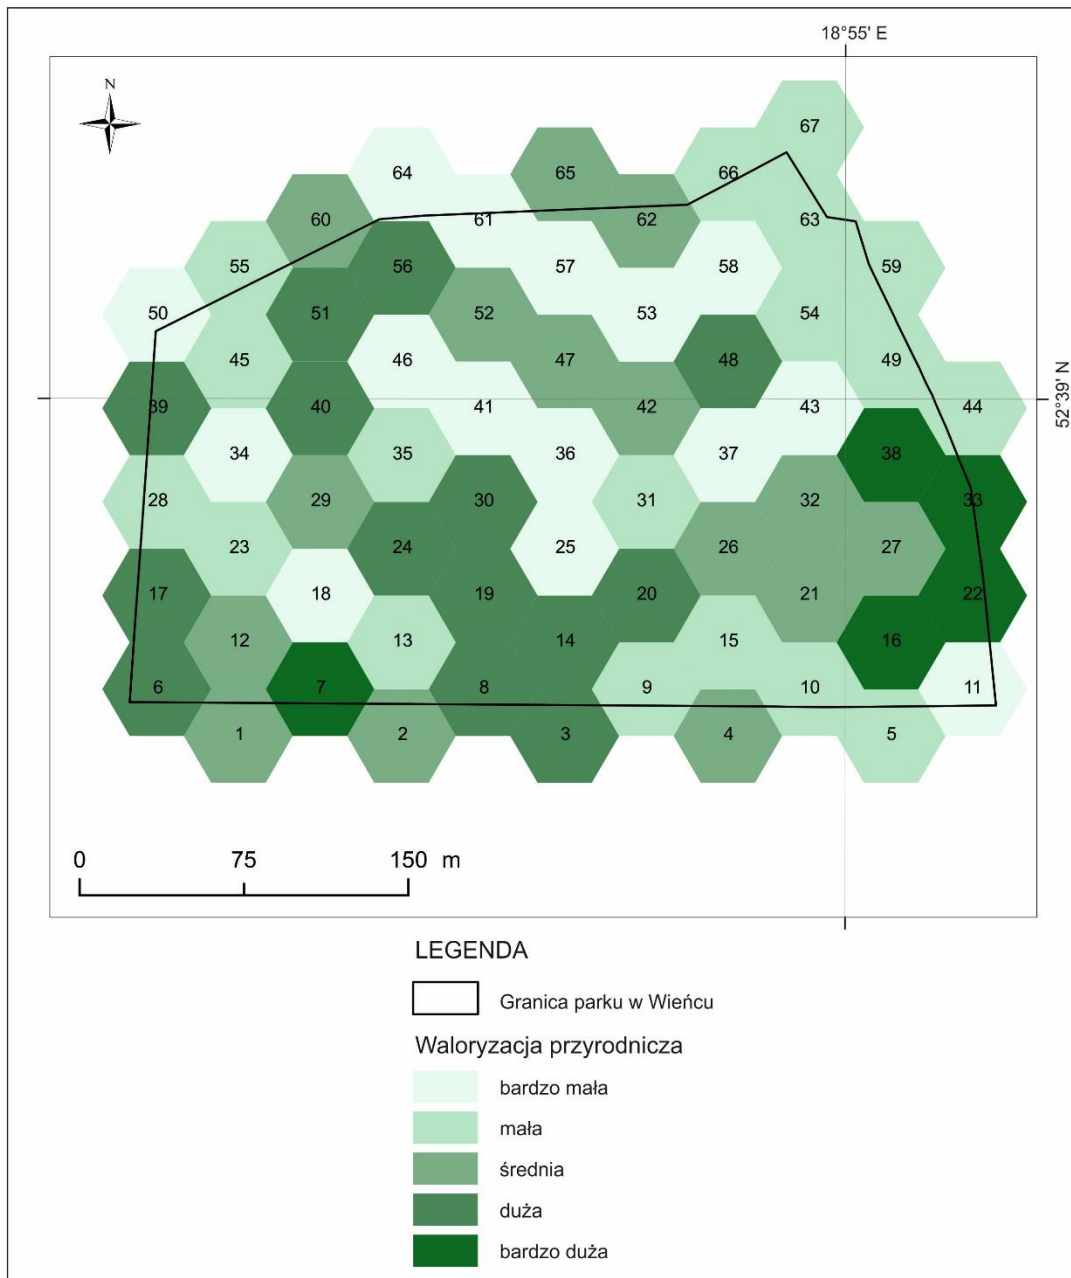 18°55' E
N
67
64 65 66
60 61 62 63
55 56 57 58 59
50 51 52 53 54
45 46 47 48 49
39 40 41 42 43 44
52°39' N
34 35 36 37 38
28 29 30 31 32 33
23 24 25 26 27
17 18 19 20 21 22
12 13 14 15 16
6 7 8 9 10 11
1 2 3 4 5
0 75 150 m
LEGENDA
Granica parku w Wieńcu
Waloryzacja przyrodnicza
bardzo mała
mała
średnia
duża
bardzo duża